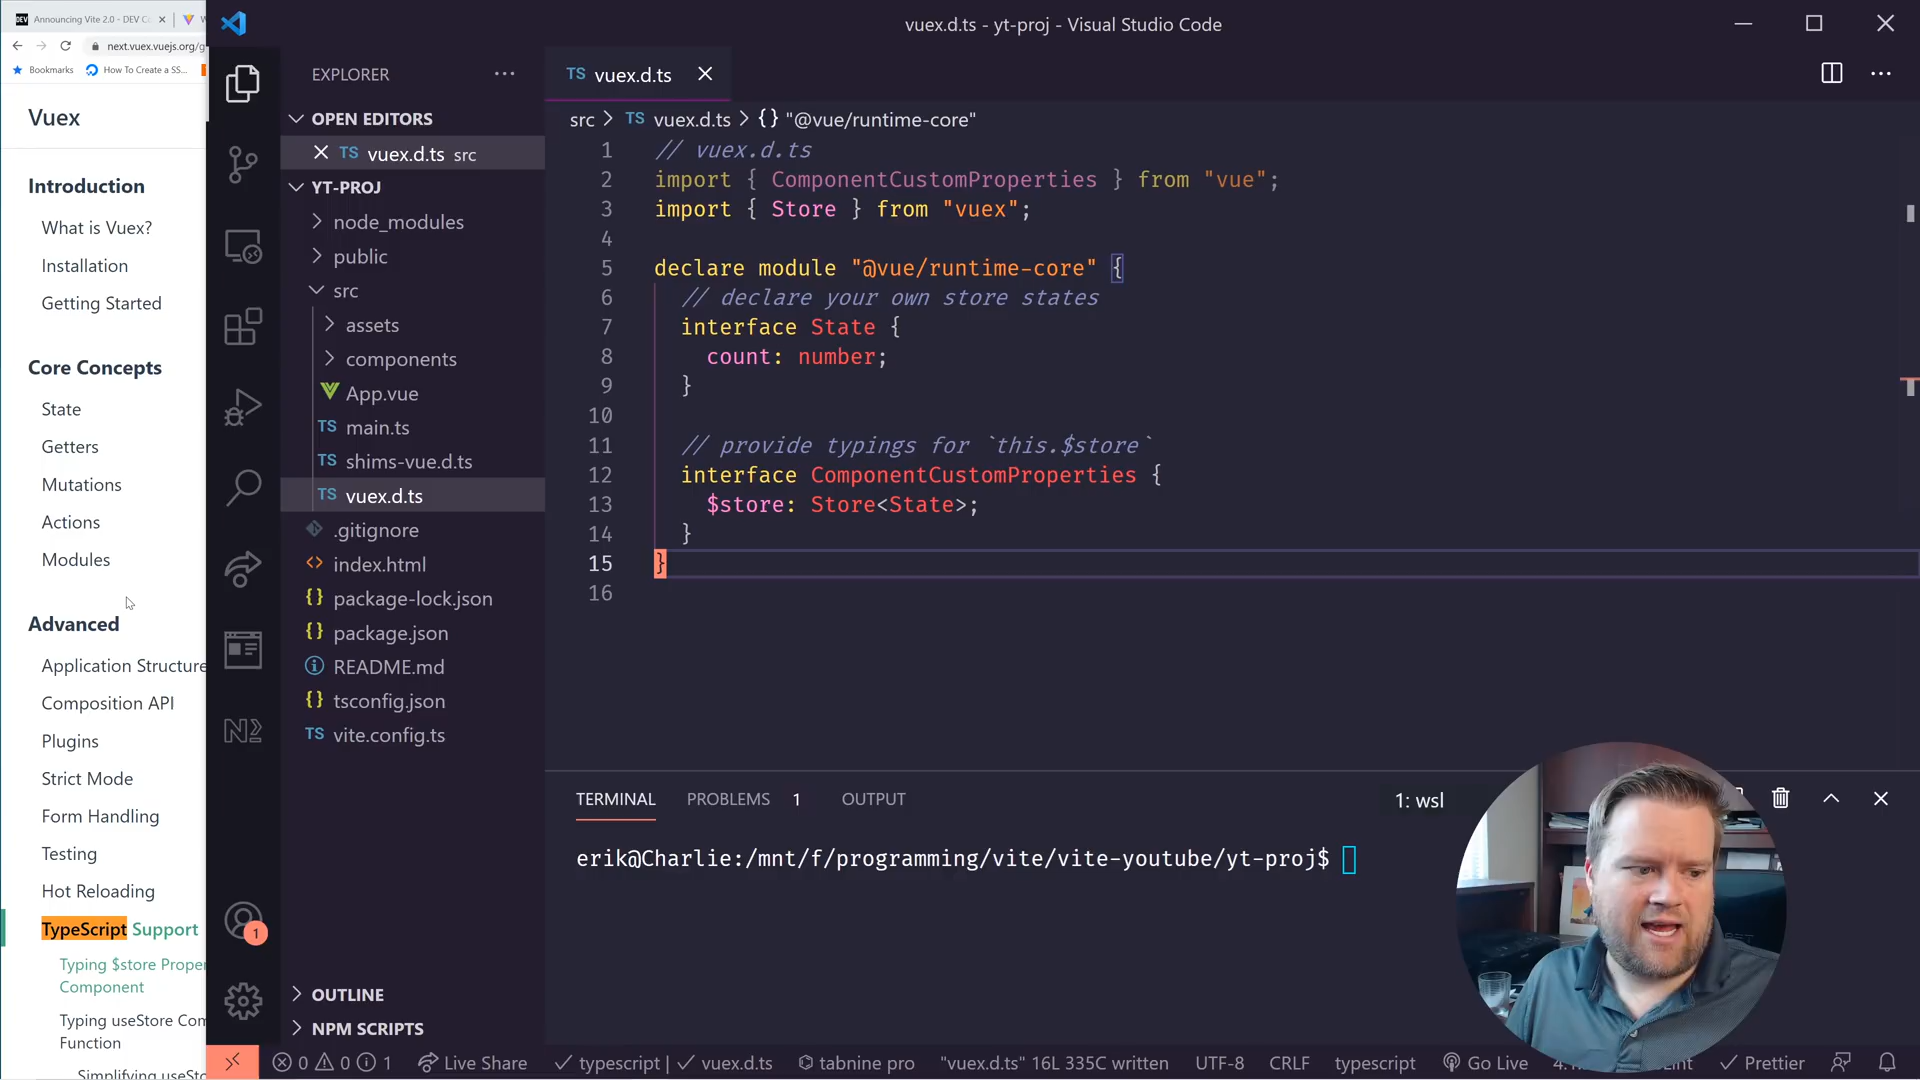 Announcing Vite 2.0 - DEV C
next.vuex.vuejs.org/g
Bookmarks
How To Create a SS...
Vuex
Introduction
What is Vuex?
Installation
Getting Started
Core Concepts
State
Getters
Mutations
Actions
Modules
Advanced
Application Structure
Composition API
Plugins
Strict Mode
Form Handling
Testing
Hot Reloading
TypeScript Support
Typing $store Proper
Component
Typing useStore Com
Function
Simplifying useSto
vuex.d.ts - yt-proj - Visual Studio Code
EXPLORER
OPEN EDITORS
TS vuex.d.ts src
YT-PROJ
node_modules
public
src
assets
components
App.vue
TS main.ts
TS shims-vue.d.ts
TS vuex.d.ts
.gitignore
<> index.html
{} package-lock.json
{} package.json
README.md
{} tsconfig.json
TS vite.config.ts
OUTLINE
NPM SCRIPTS
TS vuex.d.ts
src > TS vuex.d.ts > {} "@vue/runtime-core"
1 // vuex.d.ts
2 import { ComponentCustomProperties } from "vue";
3 import { Store } from "vuex";
4
5 declare module "@vue/runtime-core" {
6 // declare your own store states
7 interface State {
8 count: number;
9 }
10
11 // provide typings for `this.$store`
12 interface ComponentCustomProperties {
13 $store: Store<State>;
14 }
15 }
16
TERMINAL PROBLEMS 1 OUTPUT 1: wsl
erik@Charlie:/mnt/f/programming/vite/vite-youtube/yt-proj$
1
0 0 1 Live Share typescript | vuex.d.ts tabnine pro "vuex.d.ts" 16L 335C written UTF-8 CRLF typescript Go Live Prettier